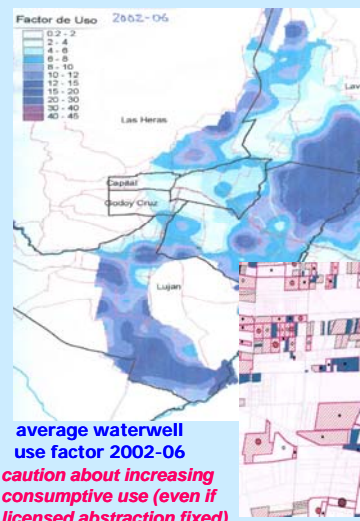 Factor de Uso 2002-06
0.2 - 2
2 - 4
4 - 6
6 - 8
8 - 10
10 - 12
12 - 15
15 - 20
20 - 30
30 - 40
40 - 45
Lav
Las Heras
Capital
Godoy Cruz
Lujan
average waterwell
use factor 2002-06
caution about increasing
consumptive use (even if
licensed abstraction fixed)